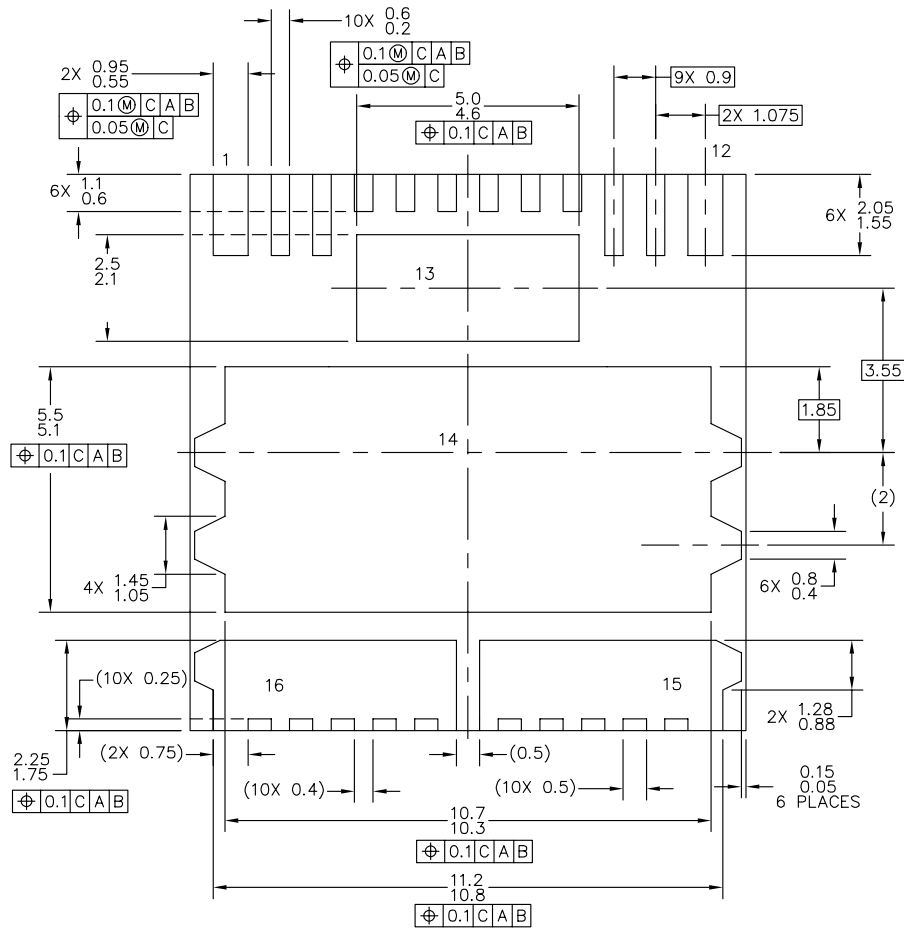 10X 0.6
0.2
⌖ 0.1 Ⓜ C A B
0.05 Ⓜ C
2X 0.95
0.55
⌖ 0.1 Ⓜ C A B
0.05 Ⓜ C
5.0
4.6
⌖ 0.1 C A B
9X 0.9
2X 1.075
1
12
6X 1.1
0.6
6X 2.05
1.55
2.5
2.1
13
3.55
1.85
5.5
5.1
⌖ 0.1 C A B
14
(2)
4X 1.45
1.05
6X 0.8
0.4
(10X 0.25)
16
15
2X 1.28
0.88
2.25
1.75
⌖ 0.1 C A B
(2X 0.75)
(0.5)
(10X 0.4)
(10X 0.5)
0.15
0.05
6 PLACES
10.7
10.3
⌖ 0.1 C A B
11.2
10.8
⌖ 0.1 C A B